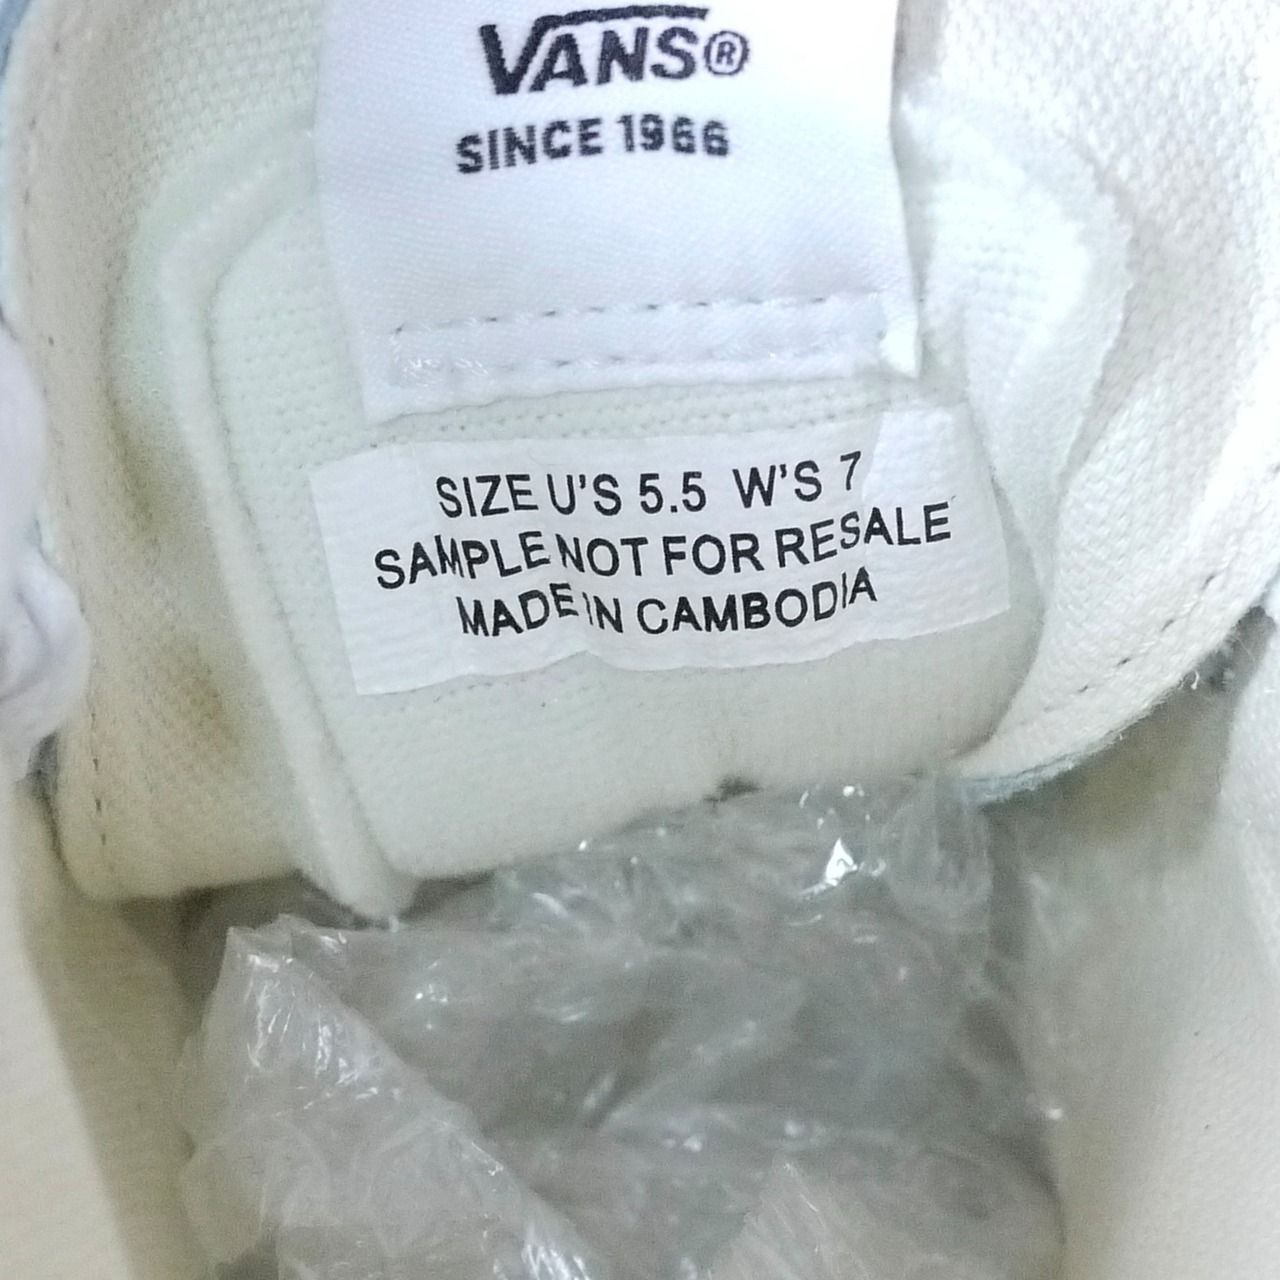 VANS®
SINCE 1966
SIZE U'S 5.5 W'S 7
SAMPLE NOT FOR RESALE
MADE IN CAMBODIA